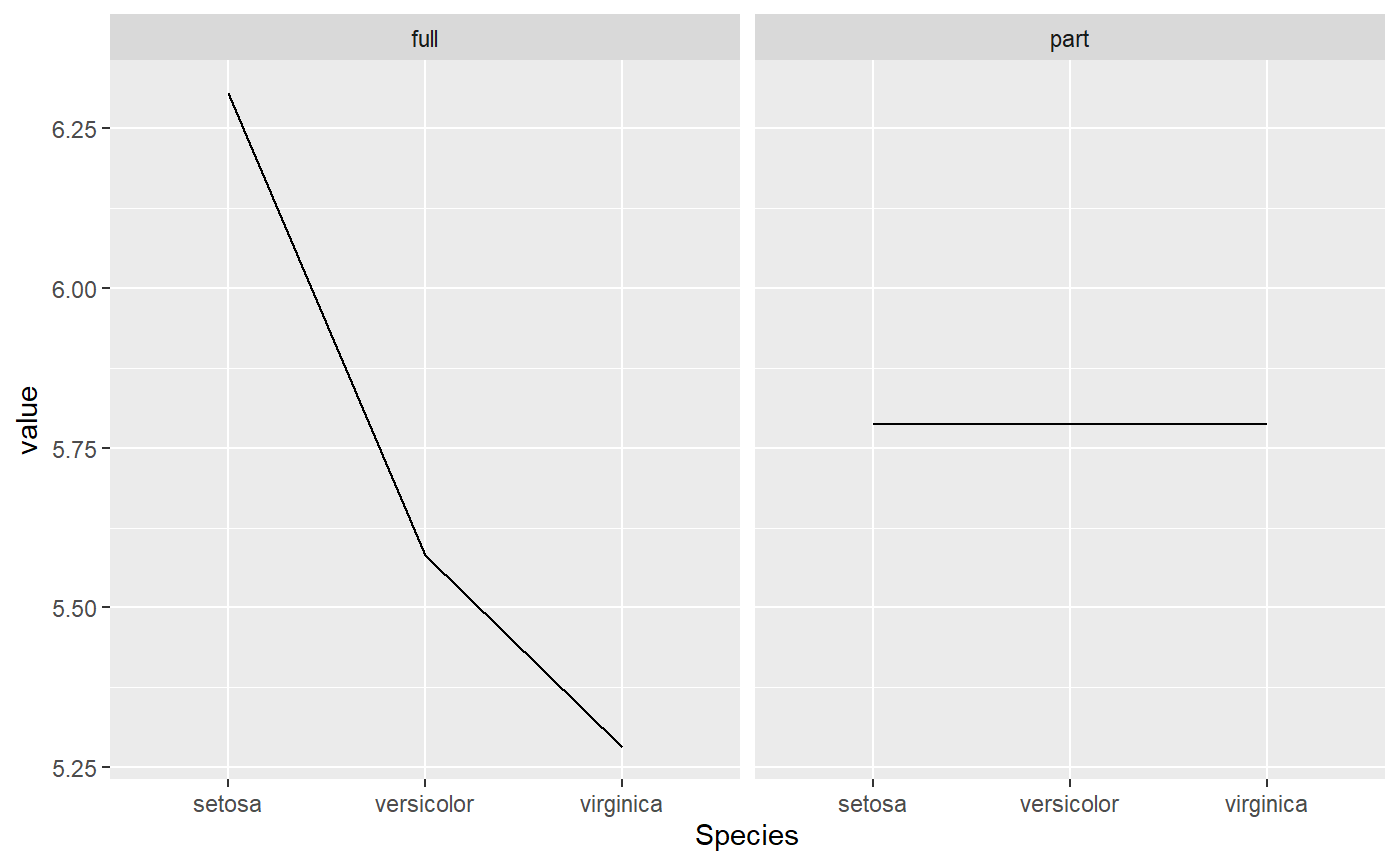 full
part
value
6.25
6.00
5.75
5.50
5.25
setosa versicolor virginica
setosa versicolor virginica
Species